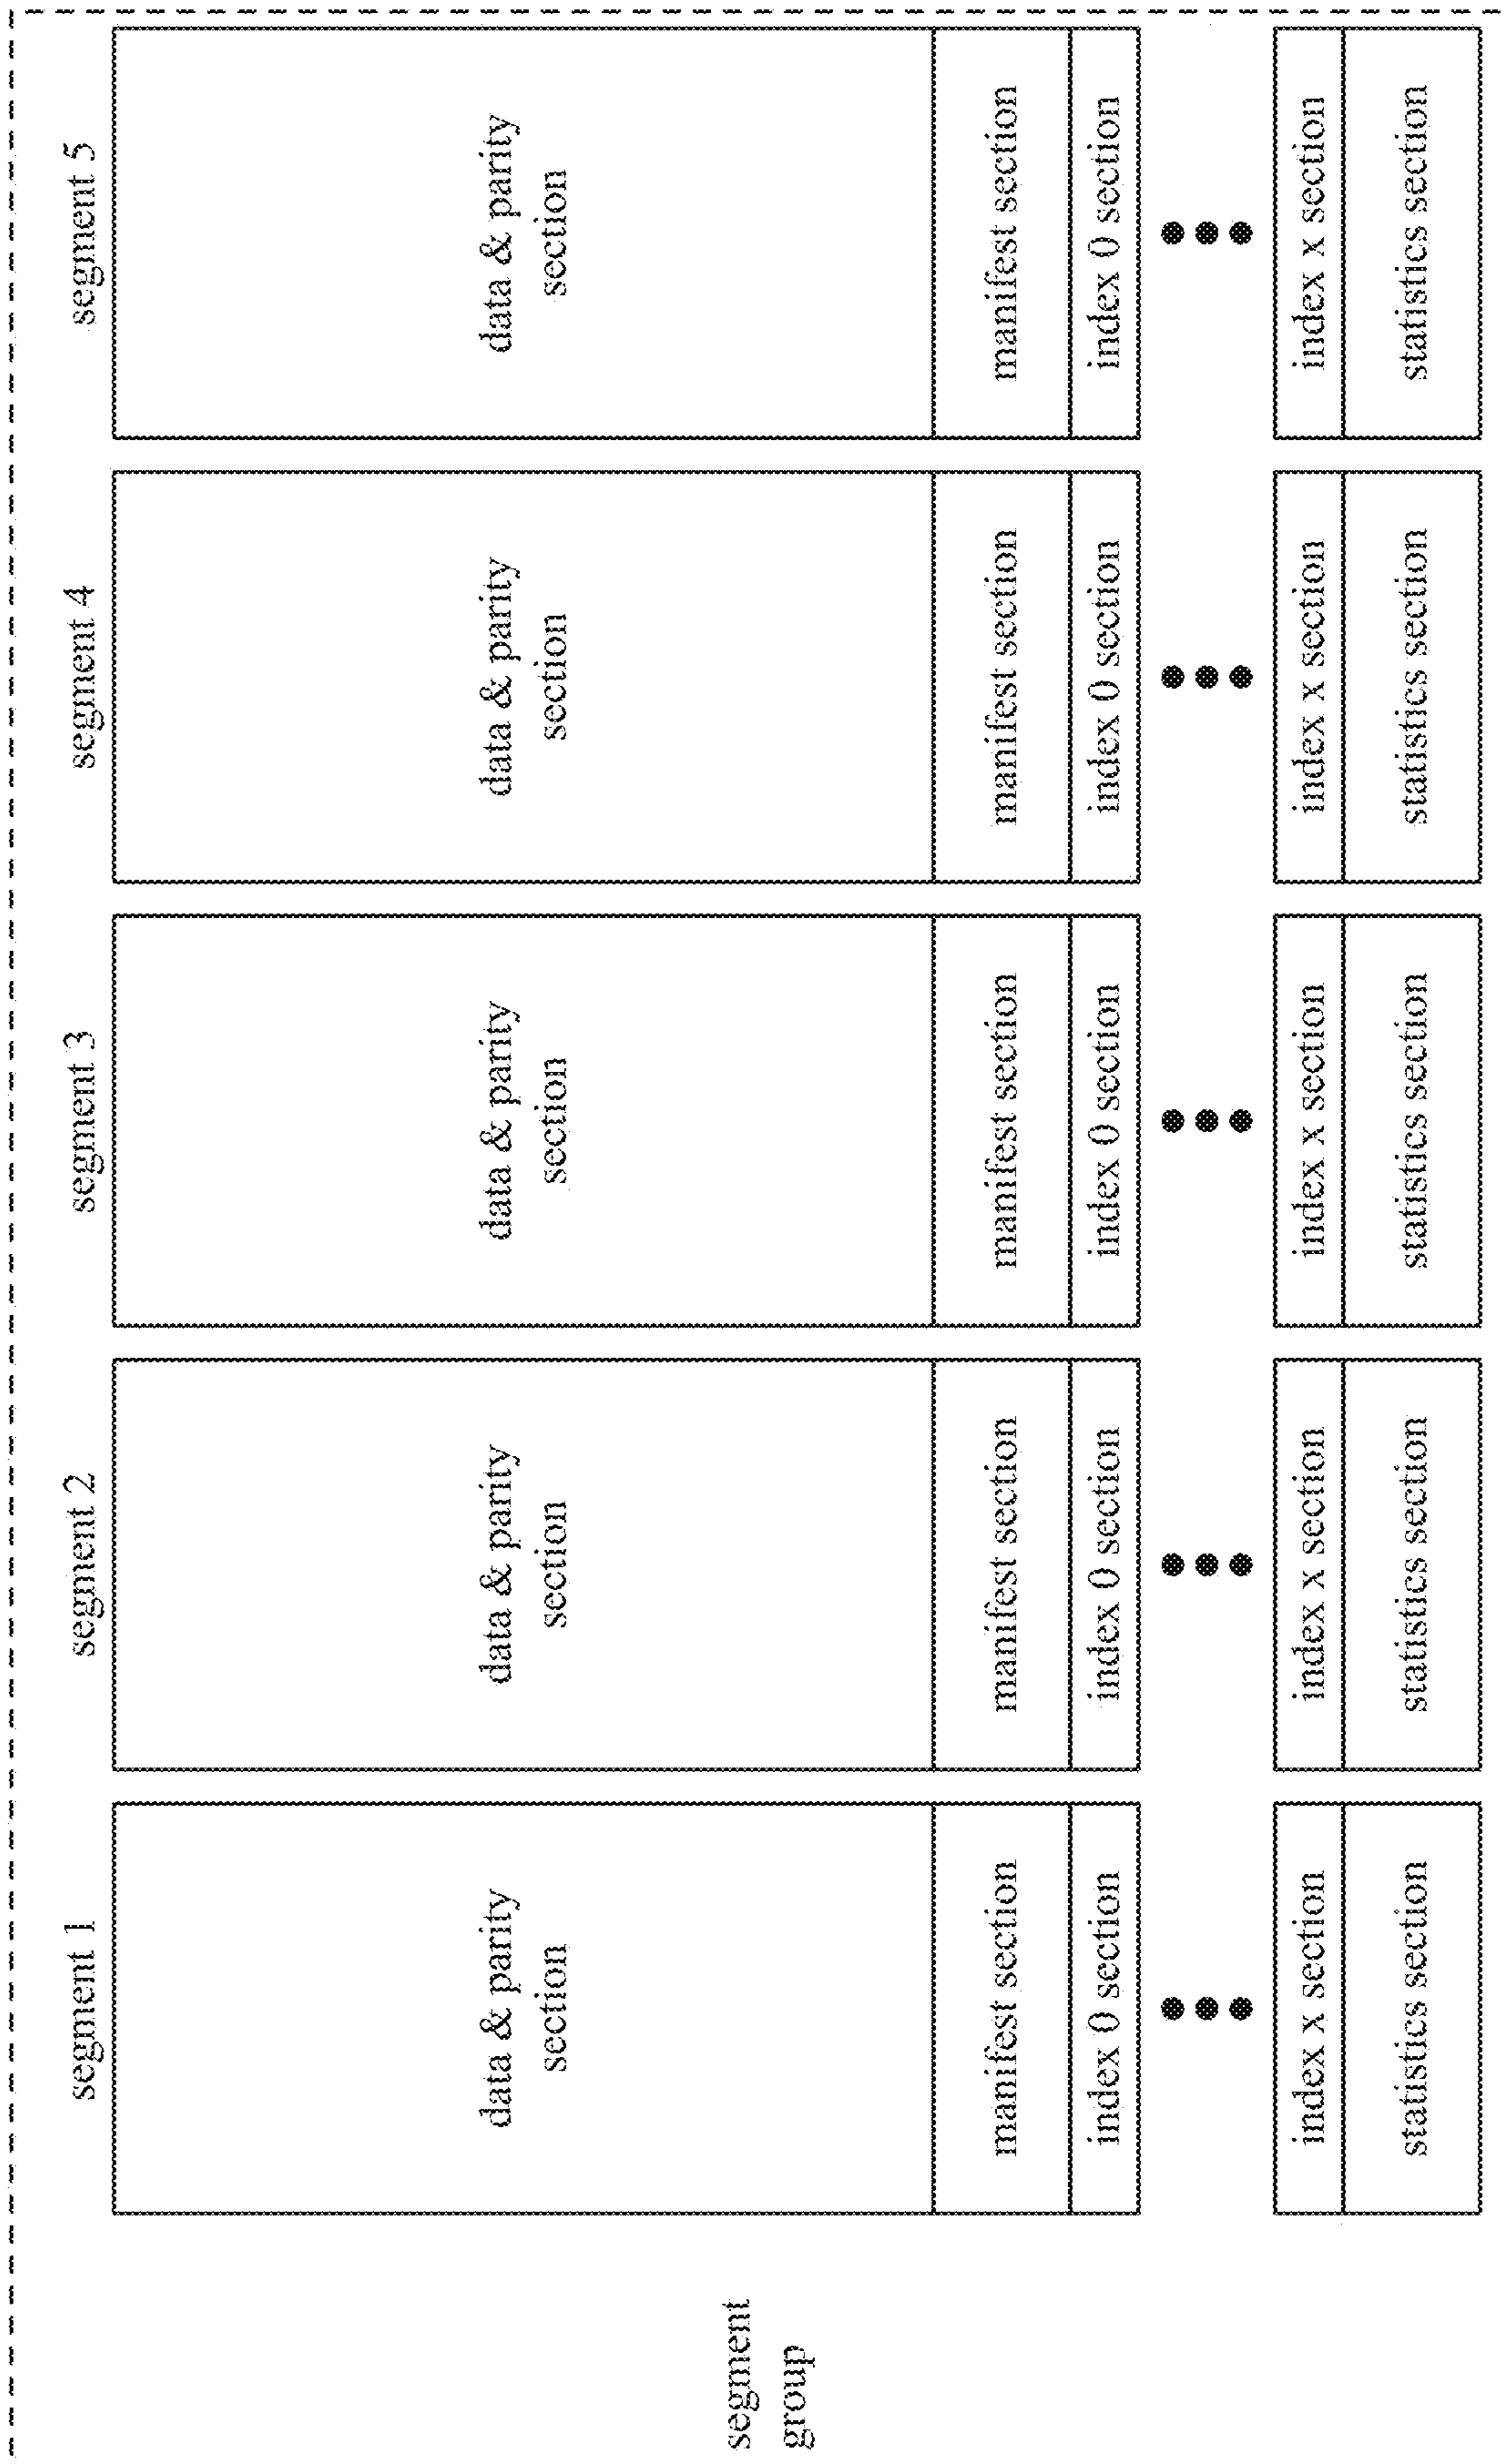 segment 1
segment 2
segment 3
segment 4
segment 5
data & parity
section
data & parity
section
data & parity
section
data & parity
section
data & parity
section
segment
group
manifest section
manifest section
manifest section
manifest section
manifest section
index 0 section
index 0 section
index 0 section
index 0 section
index 0 section
index x section
index x section
index x section
index x section
index x section
statistics section
statistics section
statistics section
statistics section
statistics section